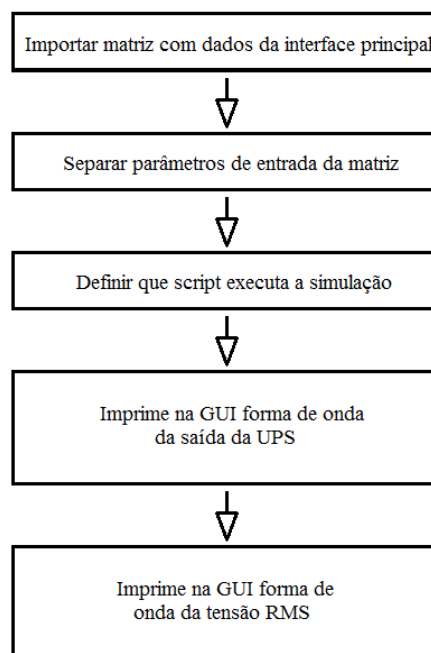 Importar matriz com dados da interface principal
Separar parâmetros de entrada da matriz
Definir que script executa a simulação
Imprime na GUI forma de onda
da saída da UPS
Imprime na GUI forma de
onda da tensão RMS